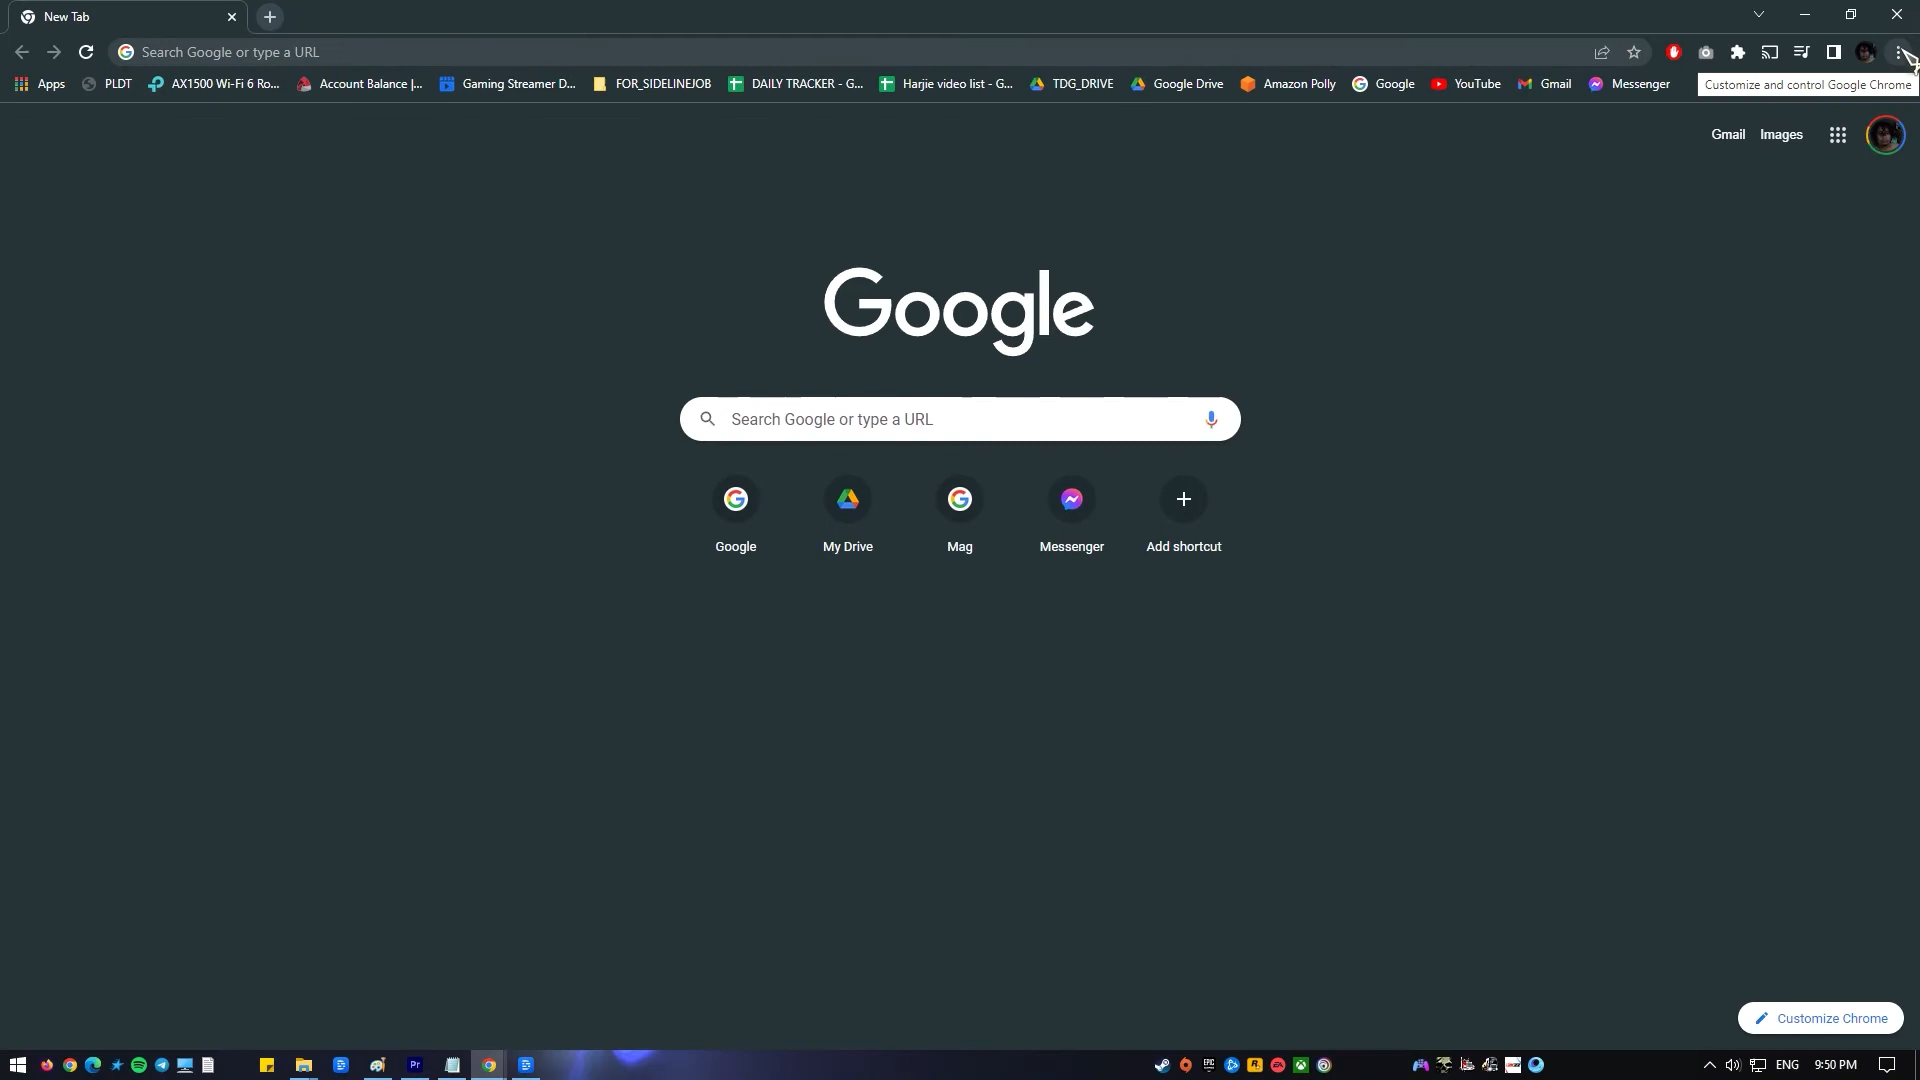 New Tab
Search Google or type a URL
Apps PLDT AX1500 Wi-Fi 6 Ro... Account Balance |... Gaming Streamer D... FOR_SIDELINEJOB DAILY TRACKER - G... Harjie video list - G... TDG_DRIVE Google Drive Amazon Polly Google YouTube Gmail Messenger
Customize and control Google Chrome
Gmail Images
Google
Search Google or type a URL
Google My Drive Mag Messenger Add shortcut
Customize Chrome
Pr EPIC EA ENG 9:50 PM